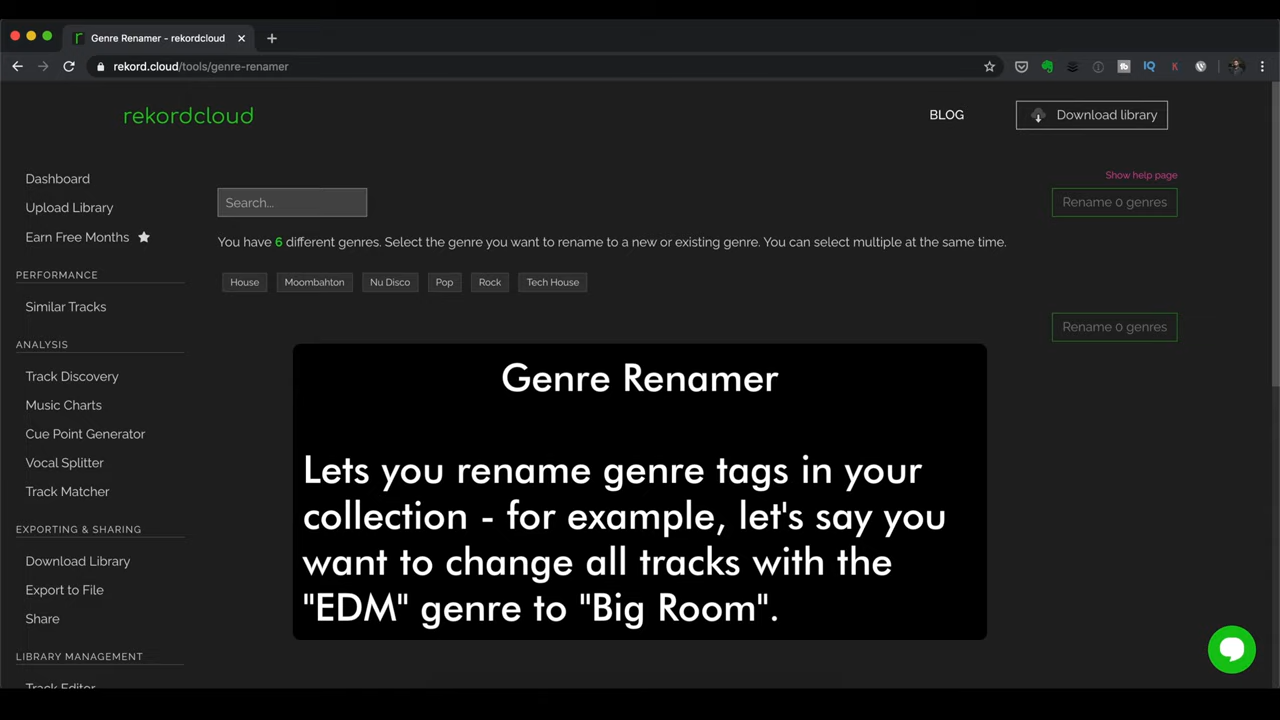 Genre Renamer - rekordcloud
rekord.cloud/tools/genre-renamer
rekordcloud
BLOG
Download library
Dashboard
Upload Library
Earn Free Months
PERFORMANCE
Similar Tracks
ANALYSIS
Track Discovery
Music Charts
Cue Point Generator
Vocal Splitter
Track Matcher
EXPORTING & SHARING
Download Library
Export to File
Share
LIBRARY MANAGEMENT
Track Editor
Show help page
Search...
Rename 0 genres
You have 6 different genres. Select the genre you want to rename to a new or existing genre. You can select multiple at the same time.
House Moombahton Nu Disco Pop Rock Tech House
Rename 0 genres
Genre Renamer
Lets you rename genre tags in your
collection - for example, let's say you
want to change all tracks with the
"EDM" genre to "Big Room".